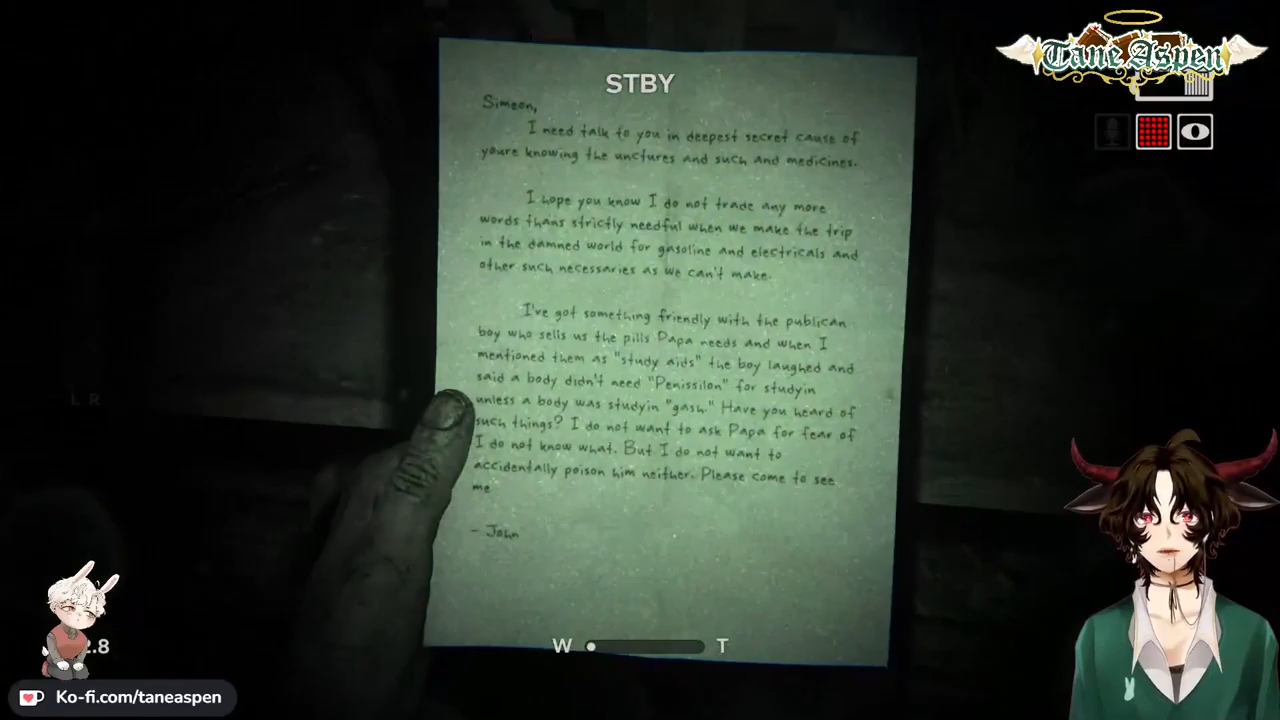 Tane Aspen
STBY
Simeon,
I need talk to you in deepest secret cause of
youre knowing the unctures and such and medicines.
I hope you know I do not trade any more
words thans strictly needful when we make the trip
in the damned world for gasoline and electricals and
other such necessaries as we can't make.
I've got something friendly with the publican
boy who sells us the pills Papa needs and when I
mentioned them as "study aids" the boy laughed and
said a body didn't need "Penissilon" for studyin
unless a body was studyin "gash." Have you heard of
such things? I do not want to ask Papa for fear of
I do not know what. But I do not want to
accidentally poison him neither. Please come to see
me
- John
L R
.8
W T
Ko-fi.com/taneaspen